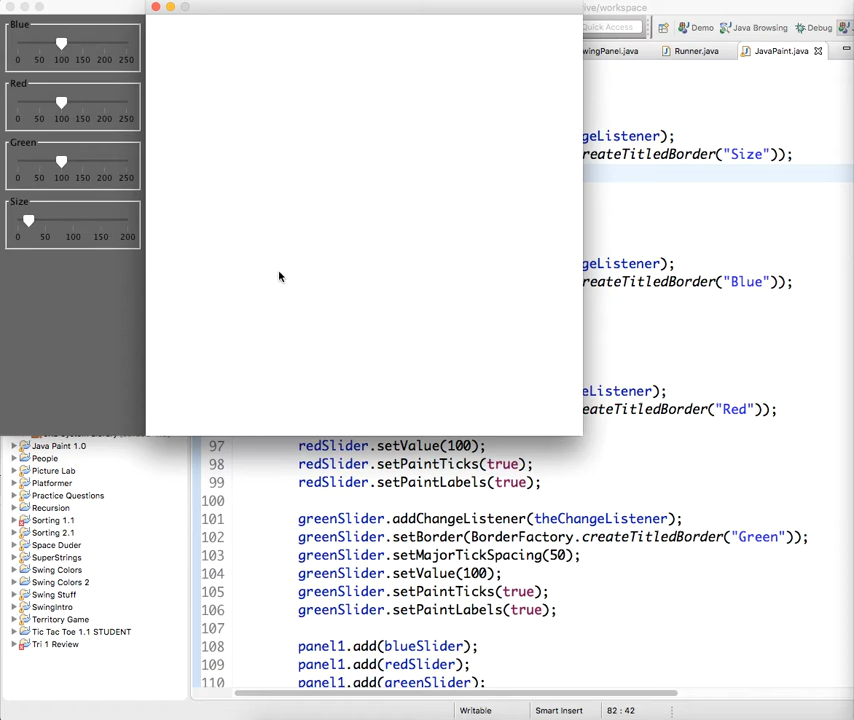 Blue
0 50 100 150 200 250
Red
0 50 100 150 200 250
Green
0 50 100 150 200 250
Size
0 50 100 150 200
ive/workspace
Quick Access
Demo
Java Browsing
Debug
wingPanel.java
Runner.java
JavaPaint.java
geListener);
reateTitledBorder("Size"));
geListener);
reateTitledBorder("Blue"));
eListener);
eateTitledBorder("Red"));
Java Paint 1.0
People
Picture Lab
Platformer
Practice Questions
Recursion
Sorting 1.1
Sorting 2.1
Space Duder
SuperStrings
Swing Colors
Swing Colors 2
Swing Stuff
SwingIntro
Territory Game
Tic Tac Toe 1.1 STUDENT
Tri 1 Review
97 redSlider.setValue(100);
98 redSlider.setPaintTicks(true);
99 redSlider.setPaintLabels(true);
100
101 greenSlider.addChangeListener(theChangeListener);
102 greenSlider.setBorder(BorderFactory.createTitledBorder("Green"));
103 greenSlider.setMajorTickSpacing(50);
104 greenSlider.setValue(100);
105 greenSlider.setPaintTicks(true);
106 greenSlider.setPaintLabels(true);
107
108 panel1.add(blueSlider);
109 panel1.add(redSlider);
110 panel1.add(greenSlider);
Writable
Smart Insert
82 : 42